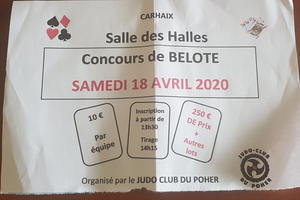 CARHAIX
Salle des Halles
Concours de BELOTE
SAMEDI 18 AVRIL 2020
10 €
Par
équipe
Inscription
à partir de
13h30
Tirage
14h15
250 €
DE Prix
+
Autres
lots
JUDO-CLUB
DU POHER
Organisé par le JUDO CLUB DU POHER